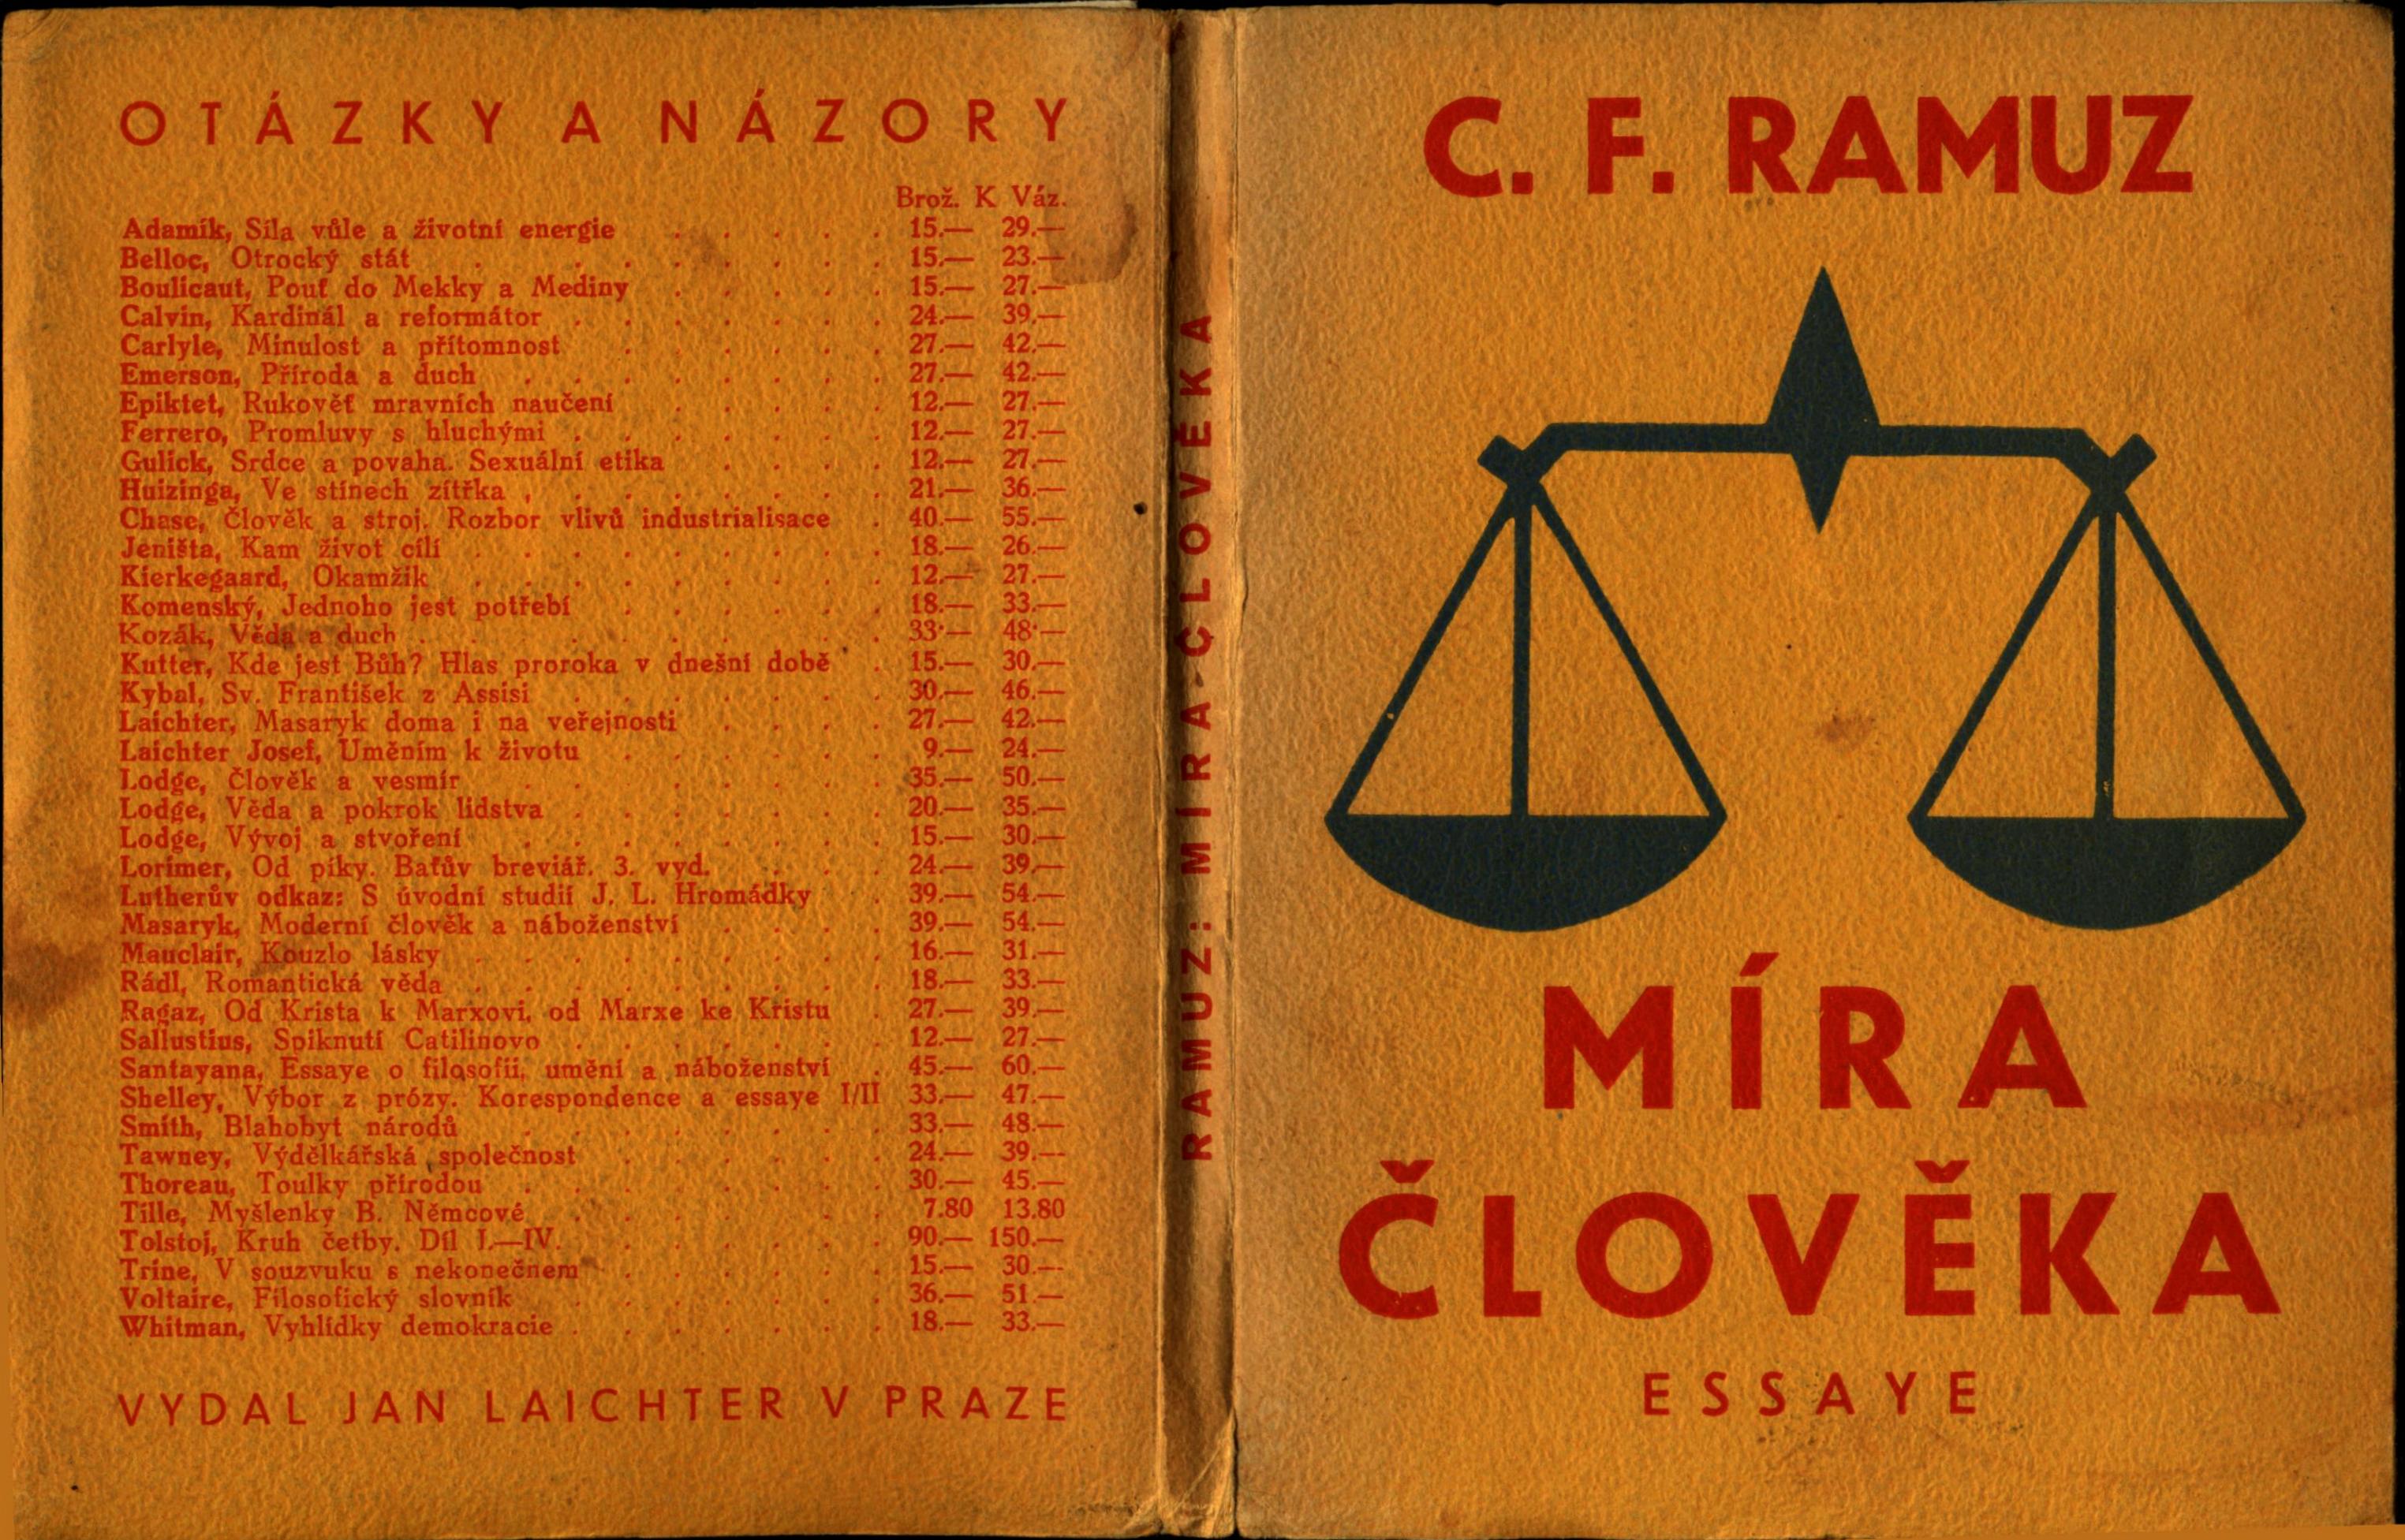 OTÁZKY A NÁZORY
Brož. K Váz.
Adamík, Síla vůle a životní energie . . . . . 15.— 29.—
Belloc, Otrocký stát . . . . . . . . 15.— 23.—
Boulicaut, Pouť do Mekky a Mediny . . . . . 15.— 27.—
Calvin, Kardinál a reformátor . . . . . . . 24.— 39.—
Carlyle, Minulost a přítomnost . . . . . . 27.— 42.—
Emerson, Příroda a duch . . . . . . . . 27.— 42.—
Epiktet, Rukověť mravních naučení . . . . . 12.— 27.—
Ferrero, Promluvy s hluchými . . . . . . . 12.— 27.—
Gulick, Srdce a povaha. Sexuální etika . . . . 12.— 27.—
Huizinga, Ve stínech zítřka , . . . . . . . 21.— 36.—
Chase, Člověk a stroj. Rozbor vlivů industrialisace . 40.— 55.—
Jeništa, Kam život cílí . . . . . . . . . 18.— 26.—
Kierkegaard, Okamžik . . . . . . . . . 12.— 27.—
Komenský, Jednoho jest potřebí . . . . . . 18.— 33.—
Kozák, Věda a duch . . . . . . . . . . 33·— 48·—
Kutter, Kde jest Bůh? Hlas proroka v dnešní době . 15.— 30.—
Kybal, Sv. František z Assisi . . . . . . . 30.— 46.—
Laichter, Masaryk doma i na veřejnosti . . . . 27.— 42.—
Laichter Josef, Uměním k životu . . . . . . 9.— 24.—
Lodge, Člověk a vesmír . . . . . . . . 35.— 50.—
Lodge, Věda a pokrok lidstva . . . . . . . 20.— 35.—
Lodge, Vývoj a stvoření . . . . . . . . 15.— 30.—
Lorimer, Od píky. Baťův breviář. 3. vyd. . . . 24.— 39.—
Lutherův odkaz: S úvodní studií J. L. Hromádky . 39.— 54.—
Masaryk, Moderní člověk a náboženství . . . . 39.— 54.—
Mauclair, Kouzlo lásky . . . . . . . . . 16.— 31.—
Rádl, Romantická věda . . . . . . . . . 18.— 33.—
Ragaz, Od Krista k Marxovi, od Marxe ke Kristu . 27.— 39.—
Sallustius, Spiknutí Catilinovo . . . . . . . 12.— 27.—
Santayana, Essaye o filosofii, umění a náboženství . 45.— 60.—
Shelley, Výbor z prózy. Korespondence a essaye I/II 33.— 47.—
Smith, Blahobyt národů . . . . . . . . 33.— 48.—
Tawney, Výdělkářská společnost . . . . . . 24.— 39.—
Thoreau, Toulky přírodou . . . . . . . . 30.— 45.—
Tille, Myšlenky B. Němcové . . . . . . . 7.80 13.80
Tolstoj, Kruh četby. Díl I.—IV. . . . . . . 90.— 150.—
Trine, V souzvuku s nekonečnem . . . . . . 15.— 30.—
Voltaire, Filosofický slovník . . . . . . . 36.— 51.—
Whitman, Vyhlídky demokracie . . . . . . . 18.— 33.—
VYDAL JAN LAICHTER V PRAZE
RAMUZ: MÍRA ČLOVĚKA
C. F. RAMUZ
MÍRA
ČLOVĚKA
ESSAYE